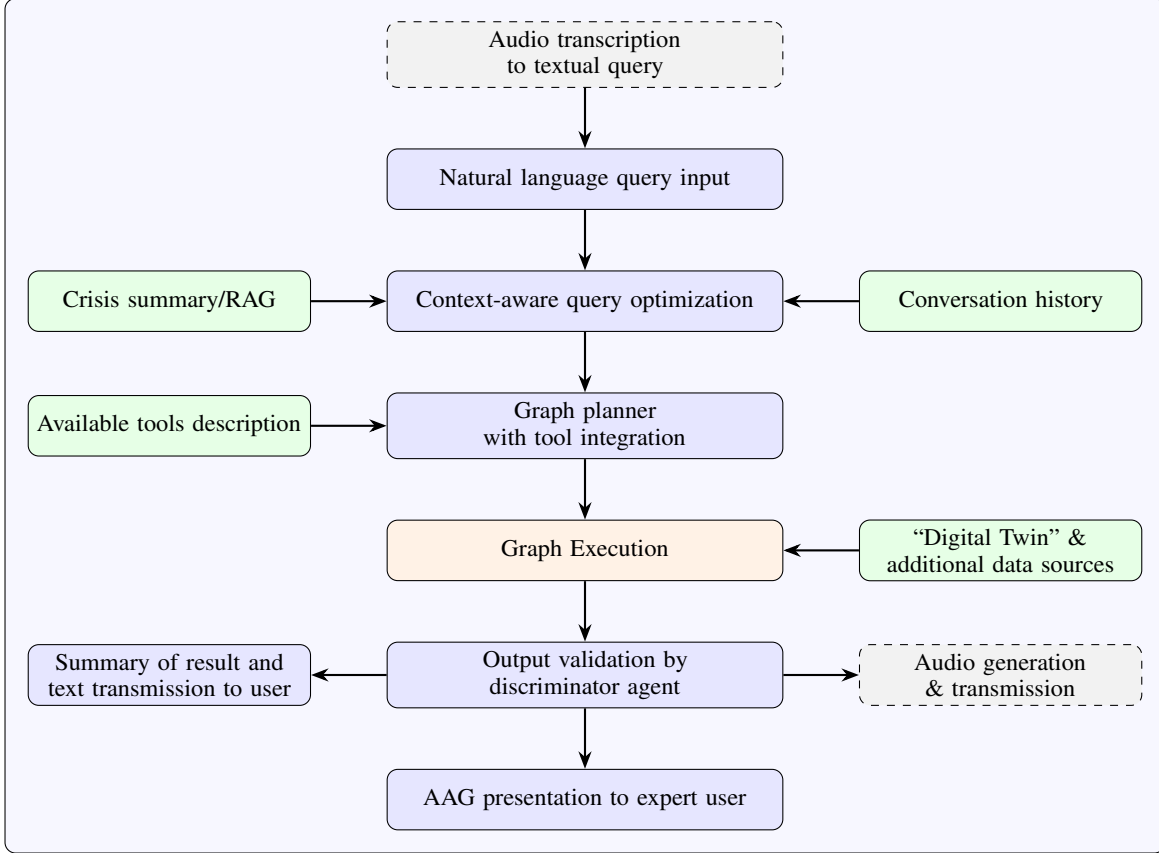 Audio transcription
to textual query
Natural language query input
Crisis summary/RAG
Context-aware query optimization
Conversation history
Available tools description
Graph planner
with tool integration
Graph Execution
“Digital Twin” &
additional data sources
Summary of result and
text transmission to user
Output validation by
discriminator agent
Audio generation
& transmission
AAG presentation to expert user